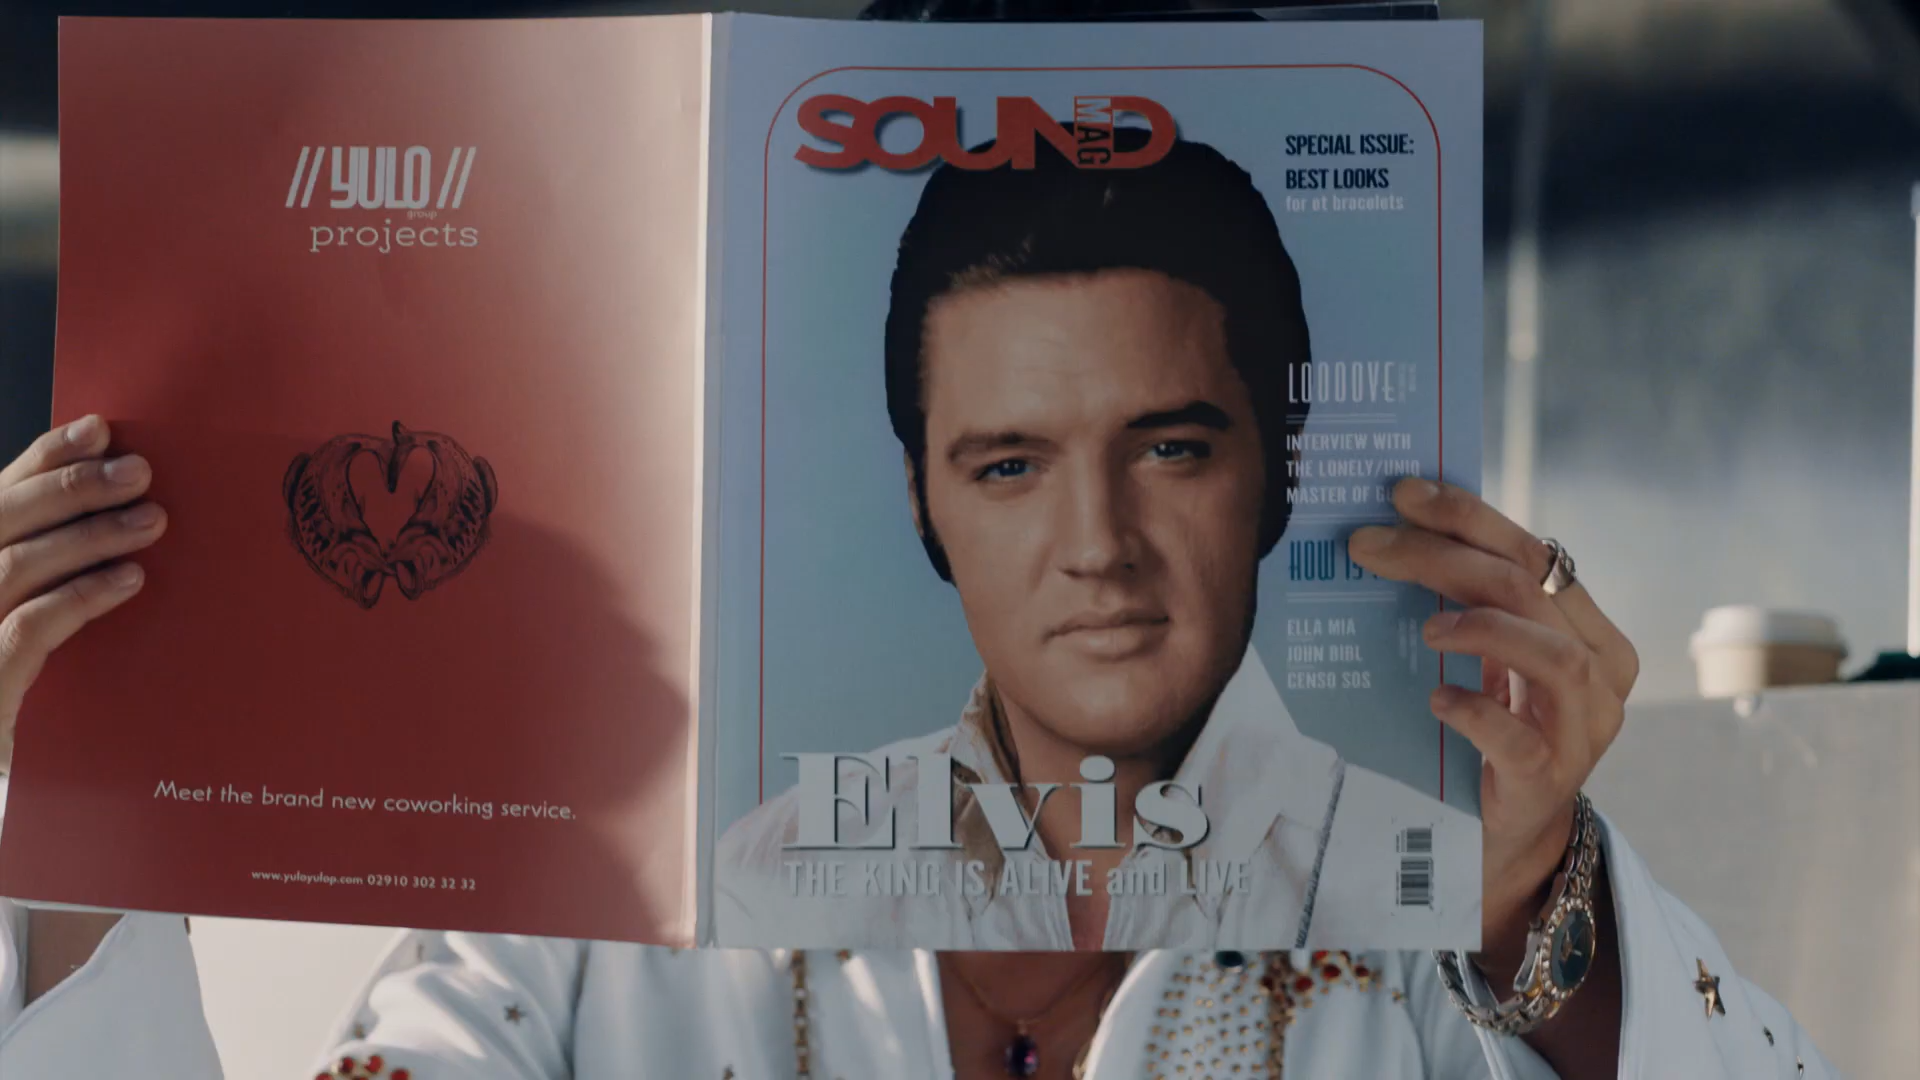 // YULO //
group
projects
Meet the brand new coworking service.
www.yuloyulop.com 02910 302 32 32
SOUND
MAG
SPECIAL ISSUE:
BEST LOOKS
for et bracelets
LOOOOVE
INTERVIEW WITH
THE LONELY/UNIQ
MASTER OF
HOW is
ELLA MIA
JOHN BIBL
CENSO SOS
Elvis
THE KING IS ALIVE and LIVE